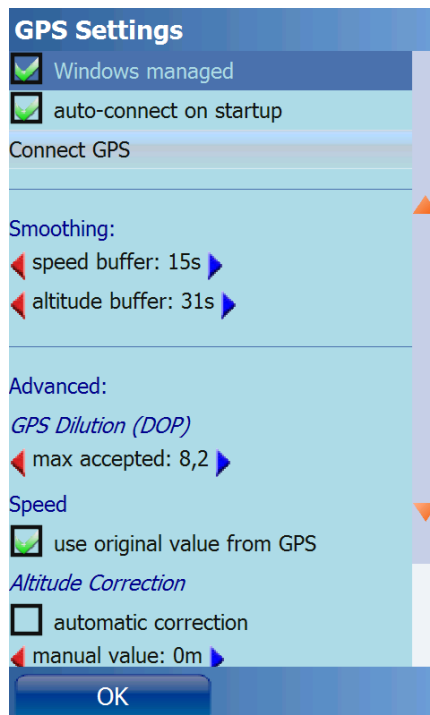 GPS Settings
Windows managed
auto-connect on startup
Connect GPS
Smoothing:
speed buffer: 15s
altitude buffer: 31s
Advanced:
GPS Dilution (DOP)
max accepted: 8,2
Speed
use original value from GPS
Altitude Correction
automatic correction
manual value: 0m
OK